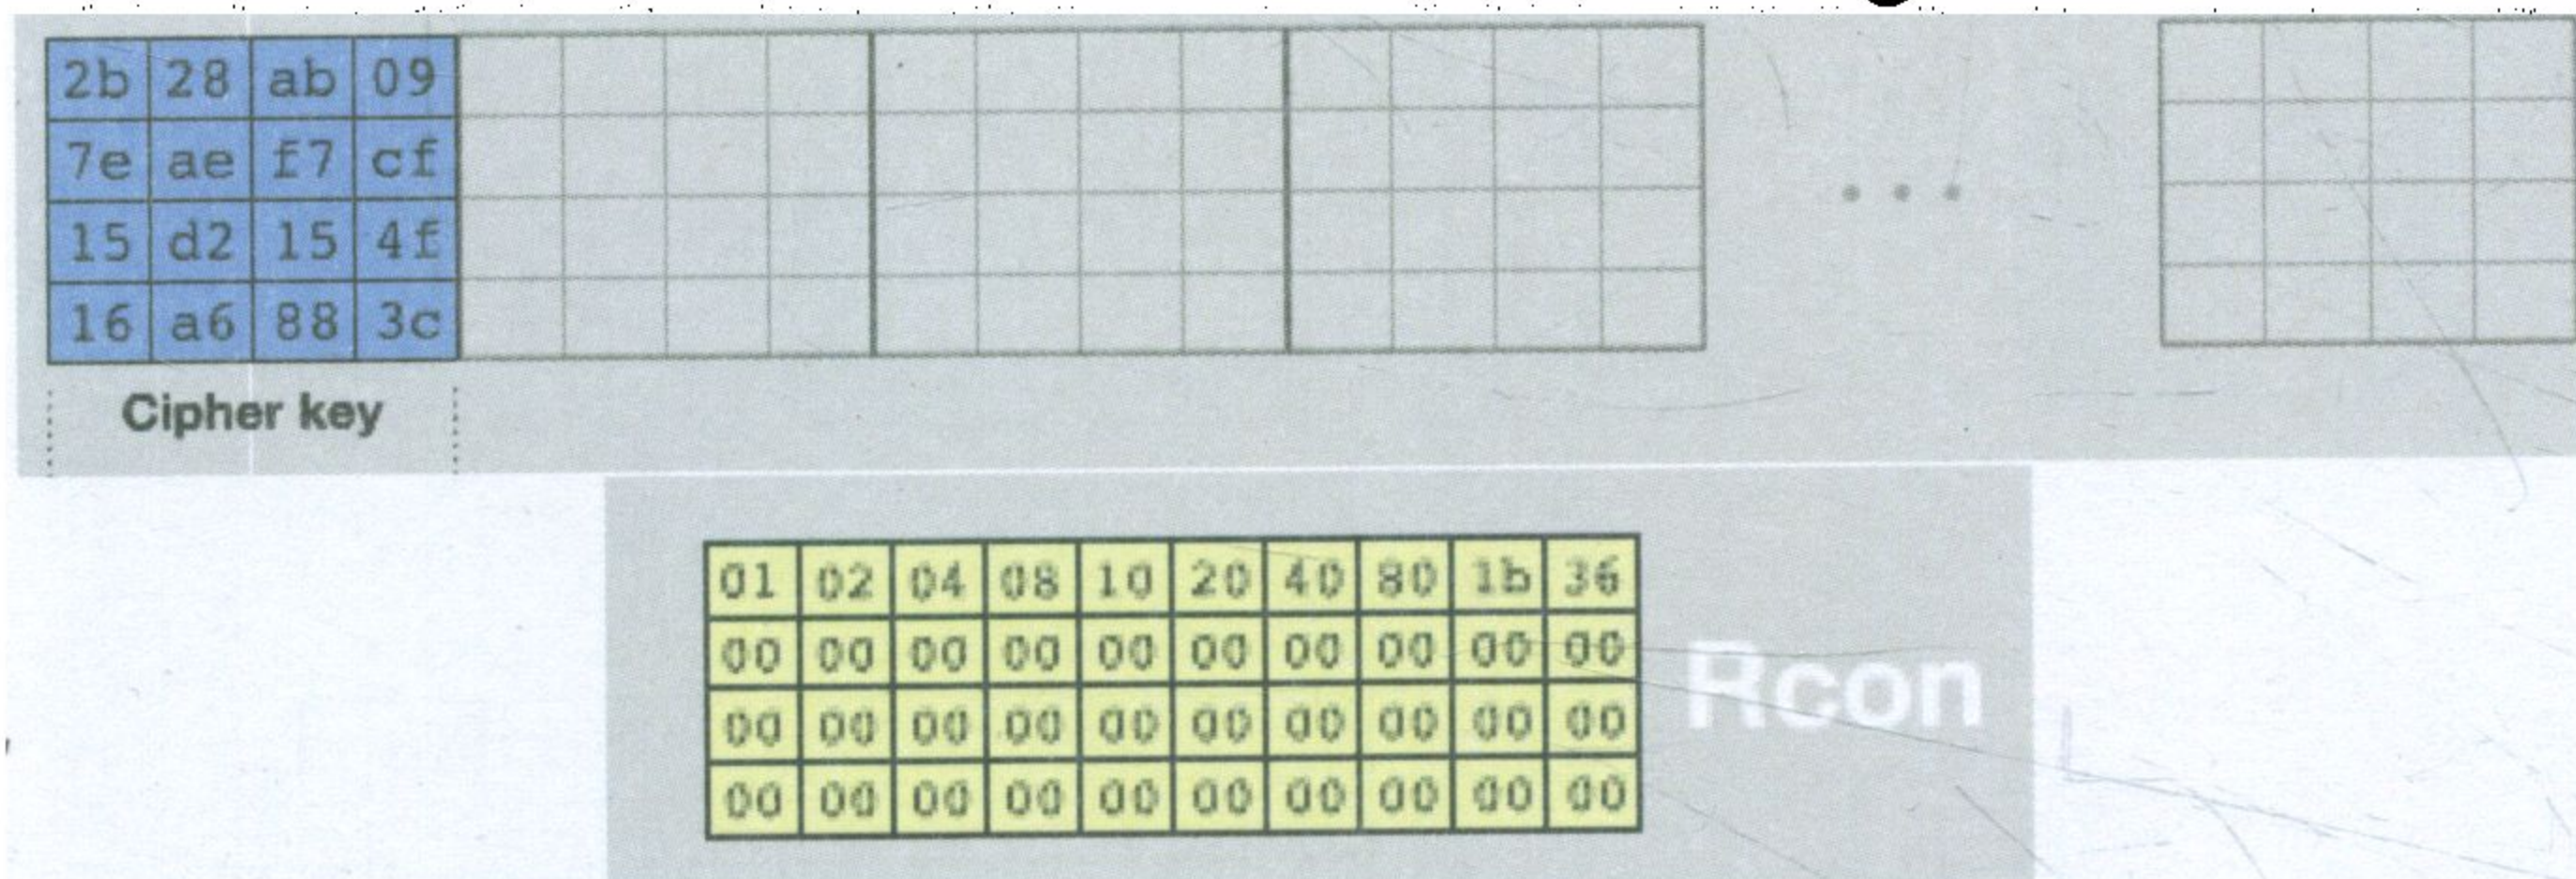 2b 28 ab 09
7e ae f7 cf
15 d2 15 4f
16 a6 88 3c
Cipher key
01 02 04 08 10 20 40 80 1b 36
00 00 00 00 00 00 00 00 00 00
00 00 00 00 00 00 00 00 00 00
00 00 00 00 00 00 00 00 00 00
Rcon